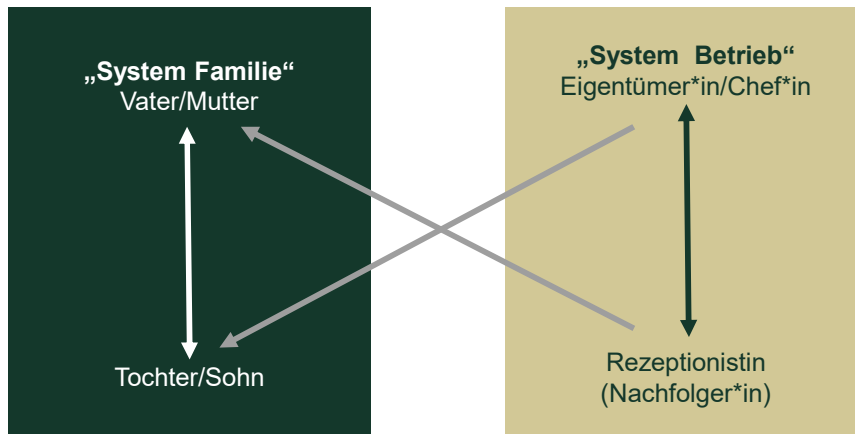 „System Familie“
Vater/Mutter
Tochter/Sohn
„System Betrieb“
Eigentümer*in/Chef*in
Rezeptionistin
(Nachfolger*in)